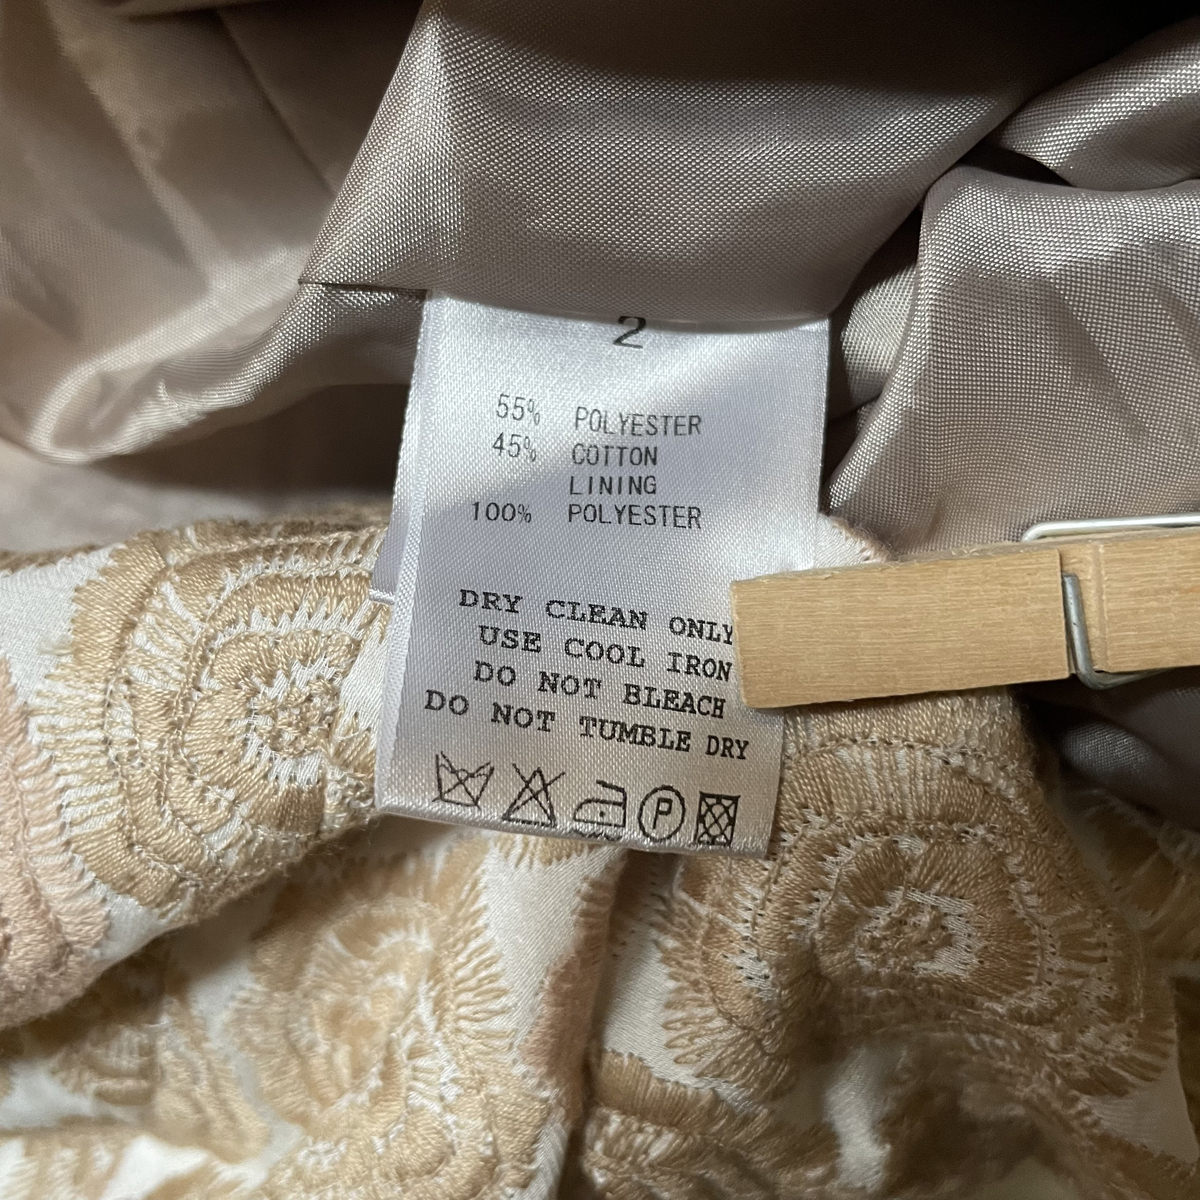 2
55% POLYESTER
45% COTTON
LINING
100% POLYESTER
DRY CLEAN ONLY
USE COOL IRON
DO NOT BLEACH
DO NOT TUMBLE DRY
P